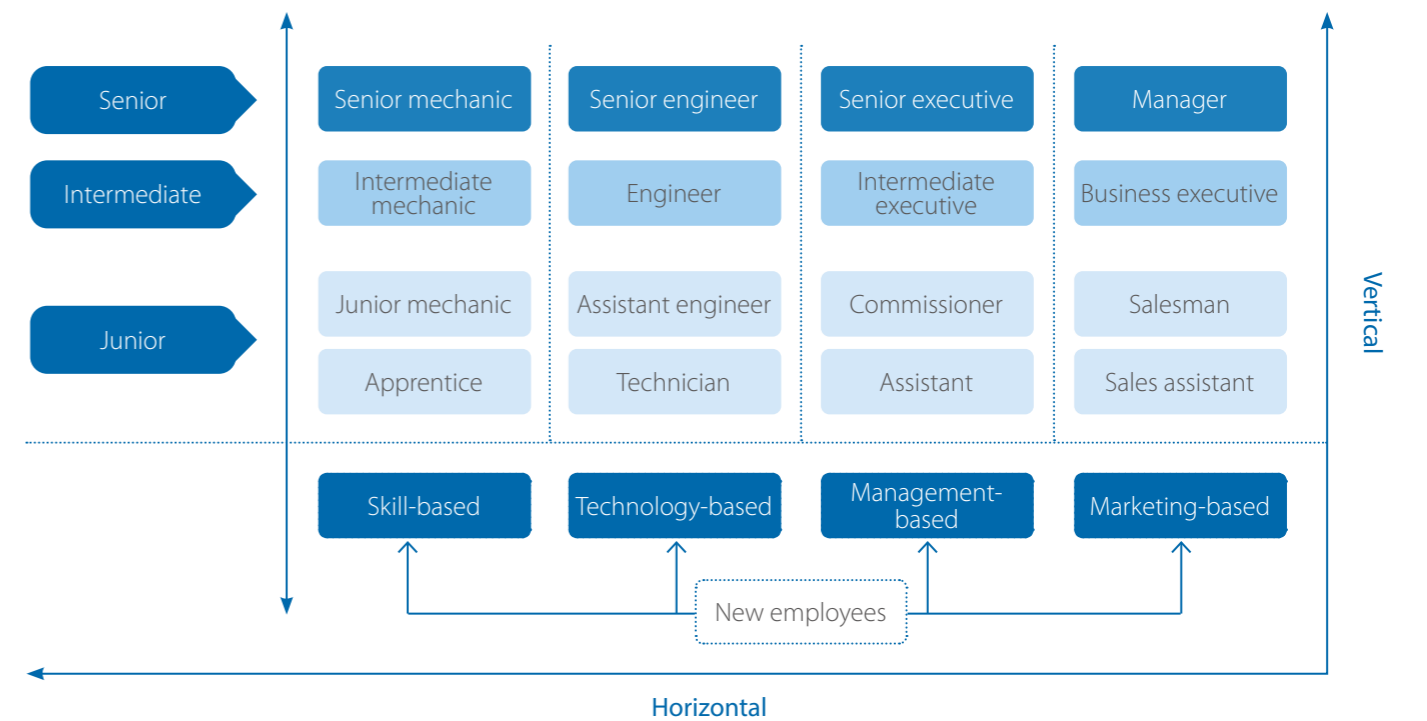 Senior
Senior mechanic
Senior engineer
Senior executive
Manager
Intermediate
Intermediate
mechanic
Engineer
Intermediate
executive
Business executive
Junior
Junior mechanic
Assistant engineer
Commissioner
Salesman
Apprentice
Technician
Assistant
Sales assistant
Vertical
Skill-based
Technology-based
Management-
based
Marketing-based
New employees
Horizontal